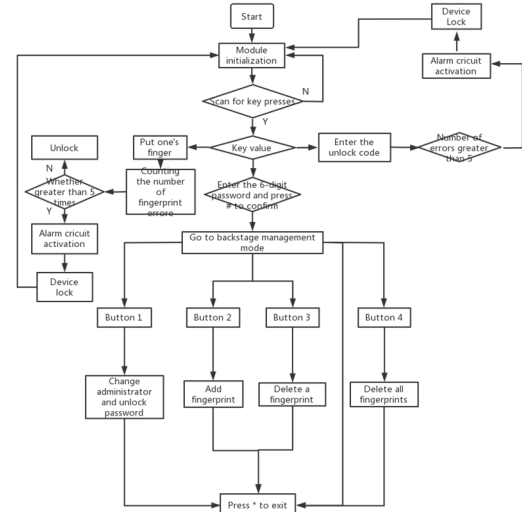 Start
Device
Lock
Module
initialization
Alarm cricuit
activation
N
Scan for key presses
Y
Unlock
Put one's
finger
Key value
Enter the
unlock code
Number of
errors greater
than 5
N
Whether
greater than 5
times
Y
Counting
the number
of
fingerprint
errore
Enter the 6-digit
password and press
# to confirm
Alarm cricuit
activation
Go to backstage management
mode
Device
lock
Button 1
Button 2
Button 3
Button 4
Change
administrator
and unlock
password
Add
fingerprint
Delete a
fingerprint
Delete all
fingerprints
Press * to exit